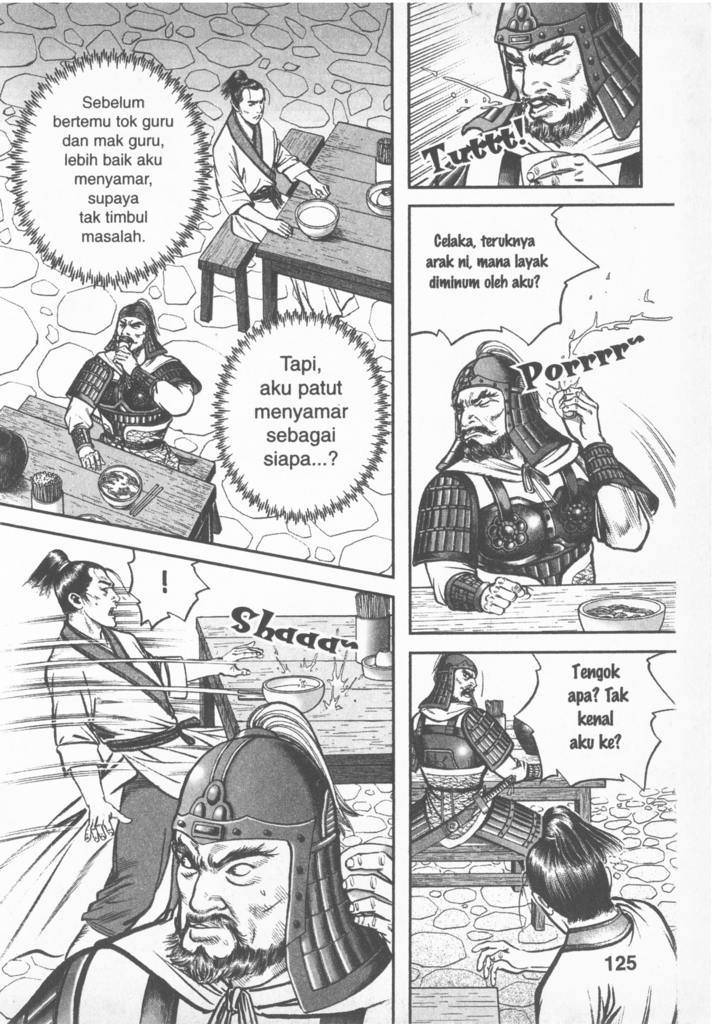 Sebelum
bertemu tok guru
dan mak guru,
lebih baik aku
menyamar,
supaya
tak timbul
masalah.
Tapi,
aku patut
menyamar
sebagai
siapa...?
Tuttt!
Celaka, teruknya
arak ni, mana layak
diminum oleh aku?
Porrrr~
!
Shaaa~
Tengok
apa? Tak
kenal
aku ke?
125